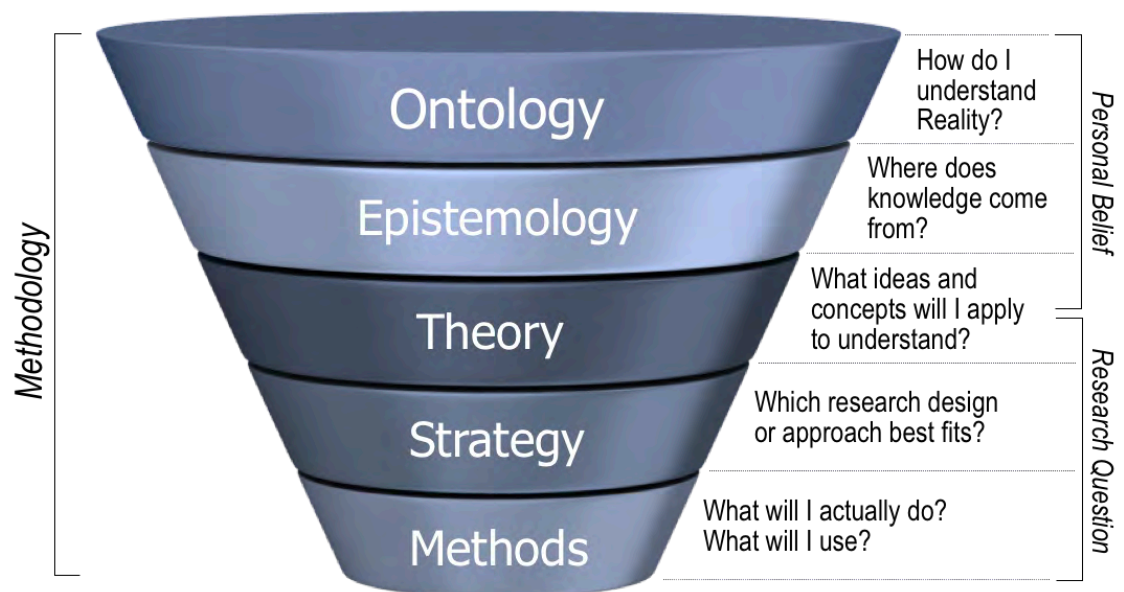 Methodology
Ontology
How do I
understand
Reality?
Epistemology
Where does
knowledge come
from?
Theory
What ideas and
concepts will I apply
to understand?
Strategy
Which research design
or approach best fits?
Methods
What will I actually do?
What will I use?
Personal Belief
Research Question